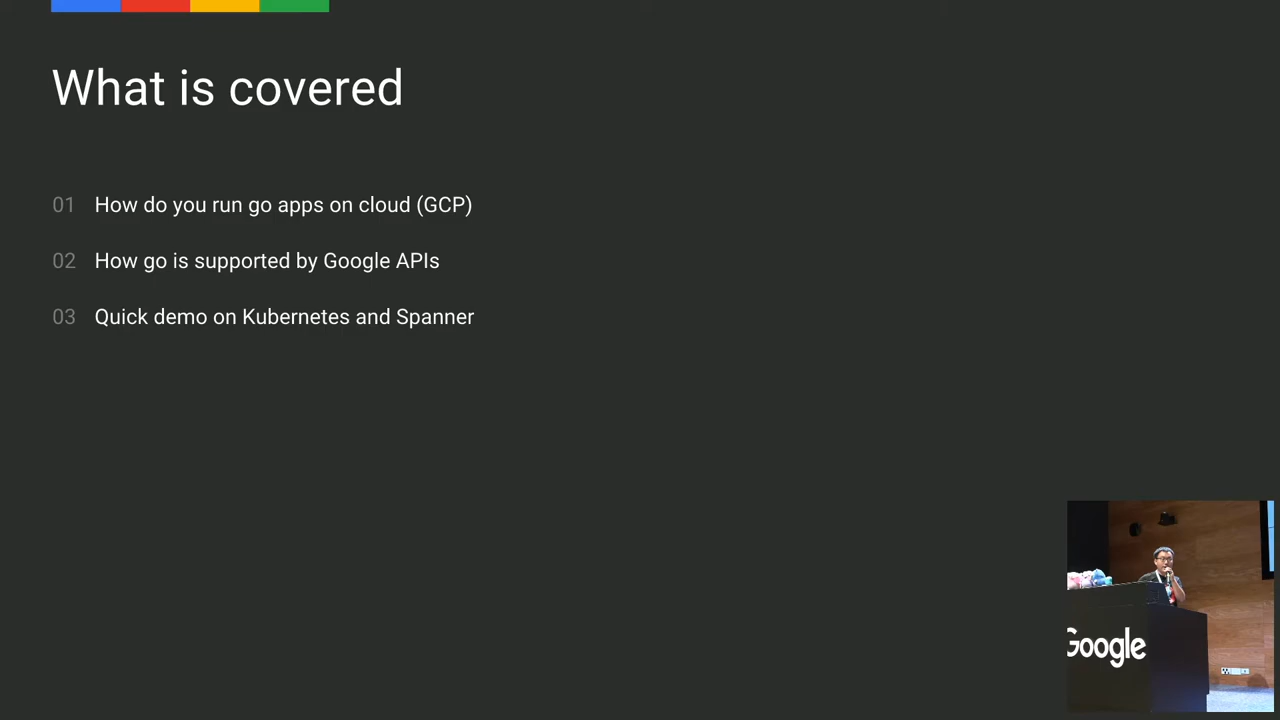 What is covered
01 How do you run go apps on cloud (GCP)
02 How go is supported by Google APIs
03 Quick demo on Kubernetes and Spanner
Google